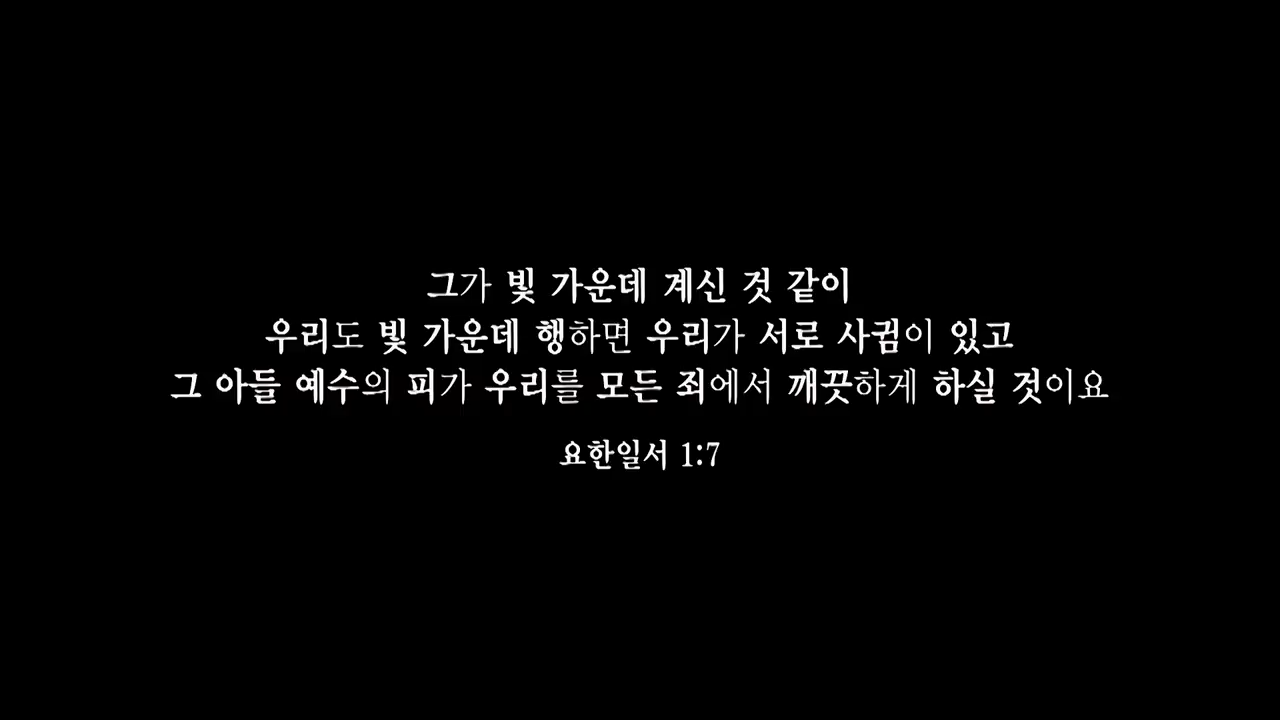 그가 빛 가운데 계신 것 같이
우리도 빛 가운데 행하면 우리가 서로 사귐이 있고
그 아들 예수의 피가 우리를 모든 죄에서 깨끗하게 하실 것이요
요한일서 1:7